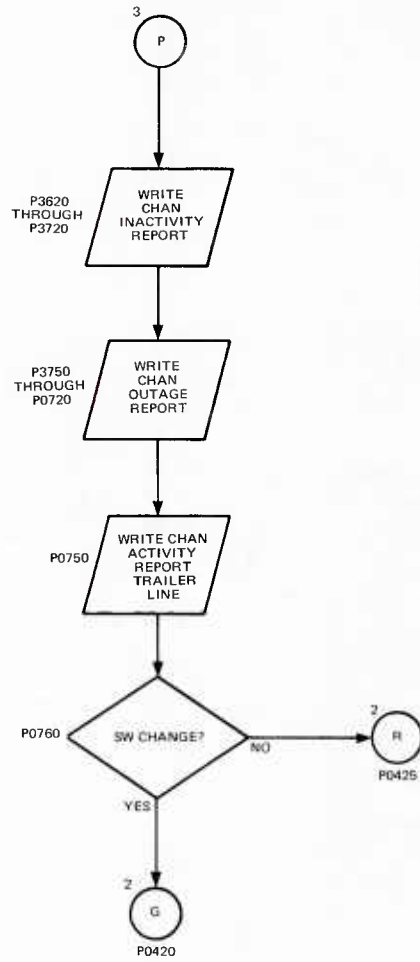 3
P
P3620
THROUGH
P3720
WRITE
CHAN
INACTIVITY
REPORT
P3750
THROUGH
P0720
WRITE
CHAN
OUTAGE
REPORT
P0750
WRITE CHAN
ACTIVITY
REPORT
TRAILER
LINE
P0760
SW CHANGE?
NO
2
R
P0425
YES
2
G
P0420